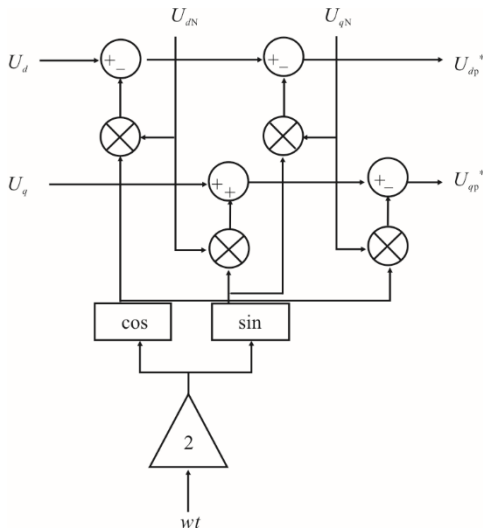 U_dN U_qN
U_d + − + − U_dp*
U_q + + + − U_qp*
cos sin
2
wt